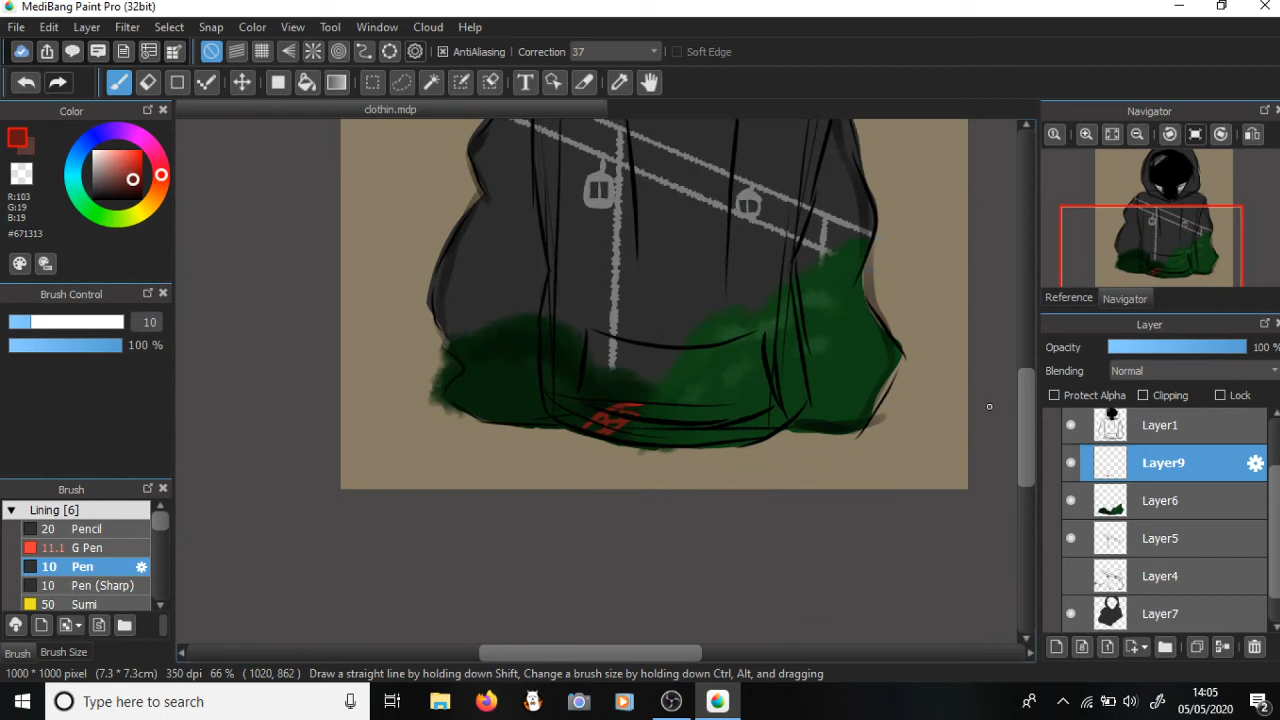 MediBang Paint Pro (32bit)
File Edit Layer Filter Select Snap Color View Tool Window Cloud Help
AntiAliasing Correction 37 Soft Edge
Color
clothin.mdp
Navigator
R:103
G:19
B:19
#671313
Brush Control
10
100 %
Reference Navigator
Layer
Opacity 100 %
Blending Normal
Protect Alpha Clipping Lock
Layer1
Layer9
Layer6
Layer5
Layer4
Layer7
Brush
Lining [6]
20 Pencil
11.1 G Pen
10 Pen
10 Pen (Sharp)
50 Sumi
Brush Brush Size
1000 * 1000 pixel (7.3 * 7.3cm) 350 dpi 66 % ( 1020, 862 ) Draw a straight line by holding down Shift, Change a brush size by holding down Ctrl, Alt, and dragging
Type here to search
14:05
05/05/2020
2